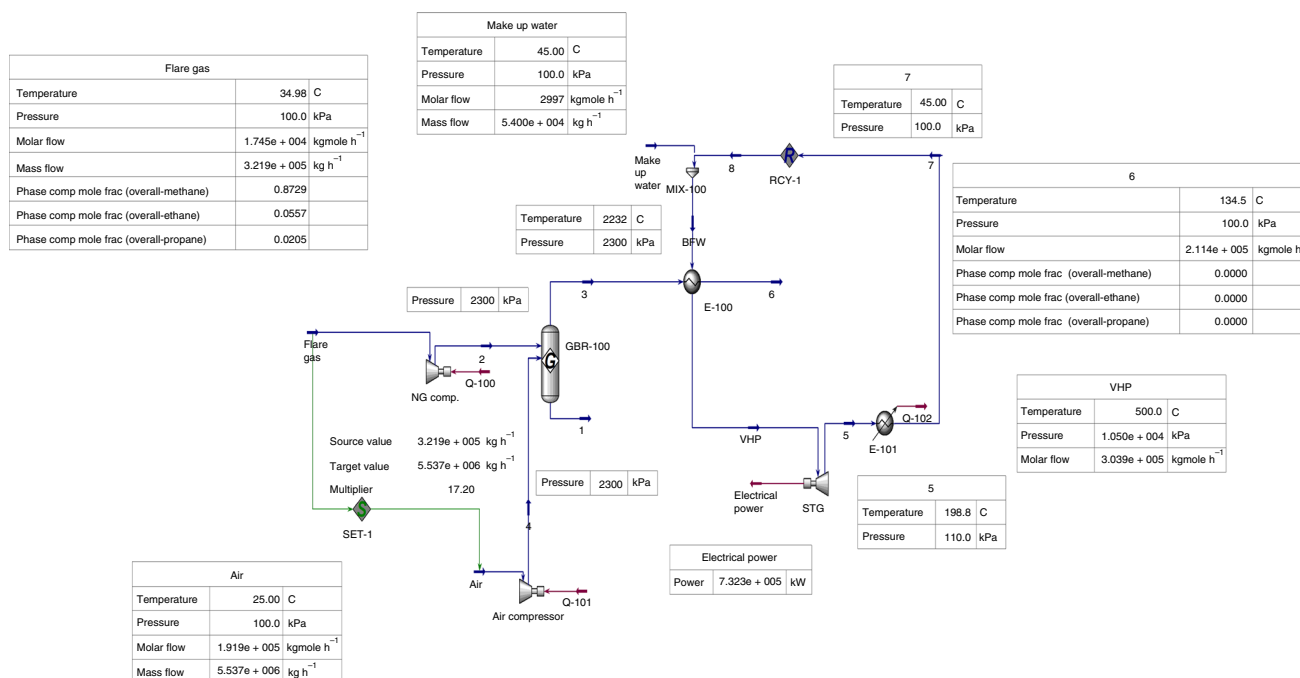 Make up water
Temperature 45.00 C
Pressure 100.0 kPa
Molar flow 2997 kgmole h⁻¹
Mass flow 5.400e + 004 kg h⁻¹
Flare gas
Temperature 34.98 C
Pressure 100.0 kPa
Molar flow 1.745e + 004 kgmole h⁻¹
Mass flow 3.219e + 005 kg h⁻¹
Phase comp mole frac (overall-methane) 0.8729
Phase comp mole frac (overall-ethane) 0.0557
Phase comp mole frac (overall-propane) 0.0205
7
Temperature 45.00 C
Pressure 100.0 kPa
Make
up
water
MIX-100
8
RCY-1
7
6
Temperature 134.5 C
Pressure 100.0 kPa
Molar flow 2.114e + 005 kgmole h
Phase comp mole frac (overall-methane) 0.0000
Phase comp mole frac (overall-ethane) 0.0000
Phase comp mole frac (overall-propane) 0.0000
Temperature 2232 C
Pressure 2300 kPa
BFW
3
E-100
6
Pressure 2300 kPa
Flare
gas
2
Q-100
NG comp.
GBR-100
G
1
VHP
Temperature 500.0 C
Pressure 1.050e + 004 kPa
Molar flow 3.039e + 005 kgmole h⁻¹
VHP
5
Q-102
E-101
Source value 3.219e + 005 kg h⁻¹
Target value 5.537e + 006 kg h⁻¹
Multiplier 17.20
S
SET-1
Pressure 2300 kPa
4
Electrical
power
STG
5
Temperature 198.8 C
Pressure 110.0 kPa
Electrical power
Power 7.323e + 005 kW
Air
Q-101
Air compressor
Air
Temperature 25.00 C
Pressure 100.0 kPa
Molar flow 1.919e + 005 kgmole h⁻¹
Mass flow 5.537e + 006 kg h⁻¹
R